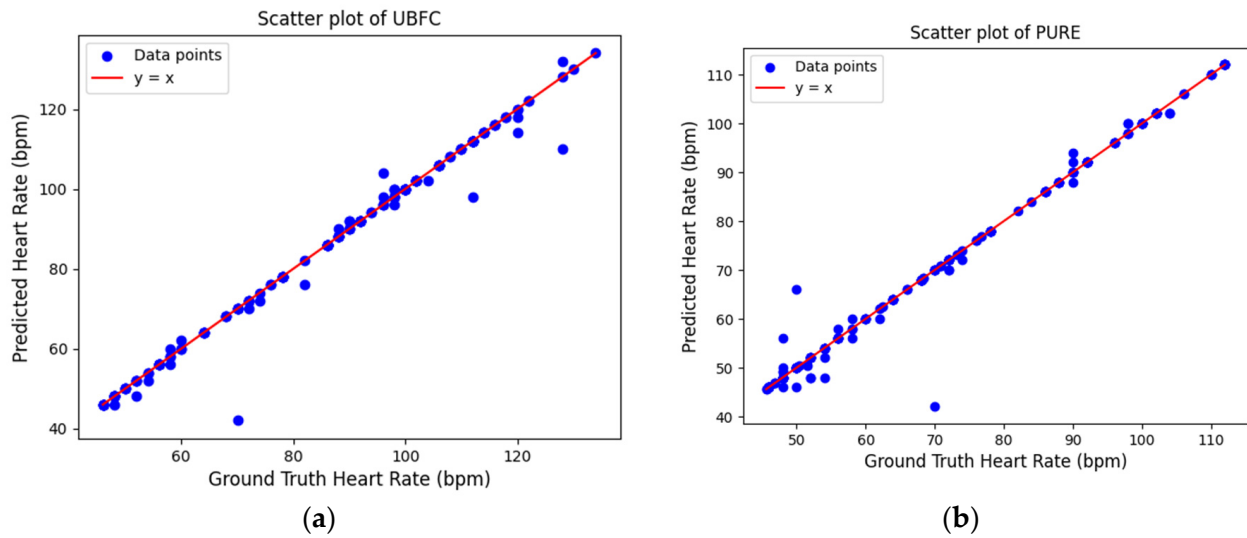 Scatter plot of UBFC
Data points
y = x
120
100
80
60
40
Predicted Heart Rate (bpm)
60 80 100 120
Ground Truth Heart Rate (bpm)
(a)
Scatter plot of PURE
Data points
y = x
110
100
90
80
70
60
50
40
Predicted Heart Rate (bpm)
50 60 70 80 90 100 110
Ground Truth Heart Rate (bpm)
(b)